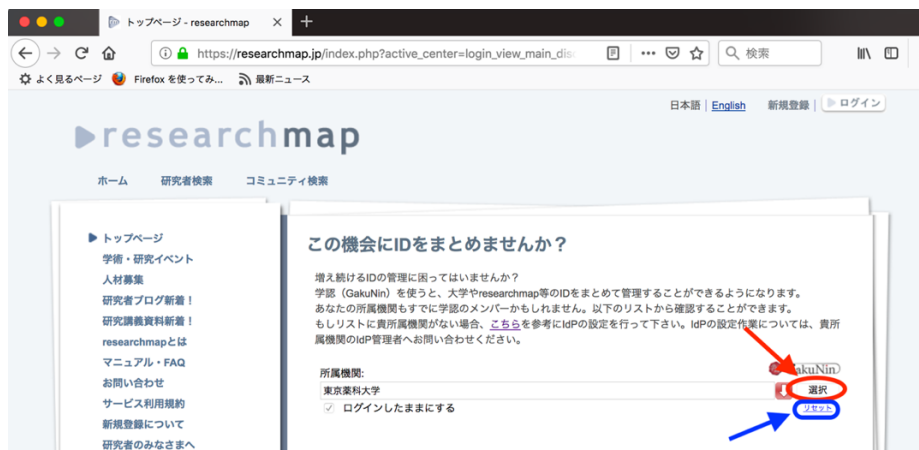 トップページ - researchmap
https://researchmap.jp/index.php?active_center=login_view_main_dis
検索
よく見るページ Firefox を使ってみ... 最新ニュース
日本語 | English 新規登録 | ログイン
researchmap
ホーム 研究者検索 コミュニティ検索
トップページ
学術・研究イベント
人材募集
研究者ブログ新着！
研究講義資料新着！
researchmapとは
マニュアル・FAQ
お問い合わせ
サービス利用規約
新規登録について
研究者のみなさまへ
この機会にIDをまとめませんか？
増え続けるIDの管理に困ってはいませんか？
学認（GakuNin）を使うと、大学やresearchmap等のIDをまとめて管理することができるようになります。
あなたの所属機関もすでに学認のメンバーかもしれません。以下のリストから確認することができます。
もしリストに貴所属機関がない場合、こちらを参考にIdPの設定を行って下さい。IdPの設定作業については、貴所
属機関のIdP管理者へお問い合わせください。
所属機関:
akuNin
東京薬科大学
選択
ログインしたままにする
リセット